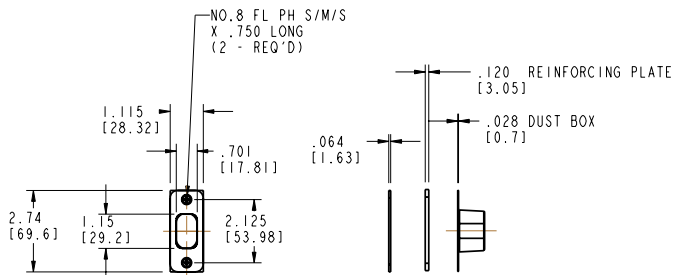 NO.8 FL PH S/M/S
X .750 LONG
(2 - REQ'D)
.120 REINFORCING PLATE
[3.05]
1.115
[28.32]
.028 DUST BOX
[0.7]
.064
[1.63]
.701
[17.81]
2.74
[69.6]
1.15
[29.2]
2.125
[53.98]